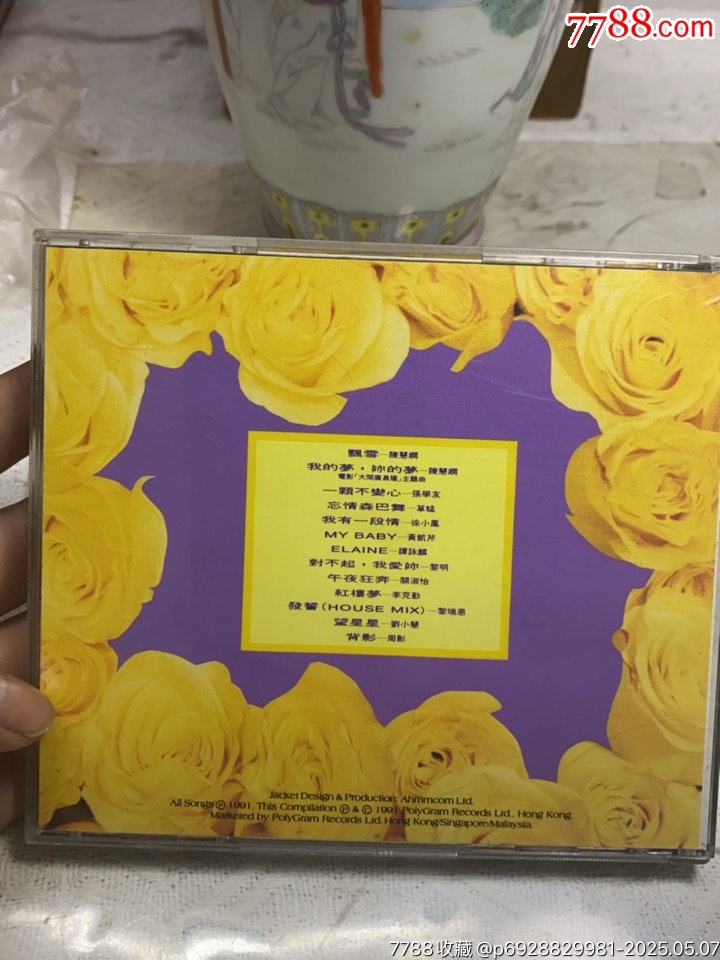 7788.com
飄雪—陳慧嫻
我的夢，妳的夢—陳慧嫻
電影「大鬧廣昌隆」主題曲
一顆不變心—張學友
忘情森巴舞—草蜢
我有一段情—徐小鳳
MY BABY—黃凱芹
ELAINE—譚詠麟
對不起，我愛妳—黎明
午夜狂奔—關淑怡
紅樓夢—李克勤
發誓(HOUSE MIX)—黎瑞恩
望星星—劉小慧
背影—周影
Jacket Design & Production: Ahmmcom Ltd.
All Songs Ⓟ 1991. This Compilation Ⓟ & © 1991 PolyGram Records Ltd., Hong Kong.
Marketed by PolyGram Records Ltd. Hong Kong/Singapore/Malaysia.
7788收藏 @p6928829981-2025.05.07